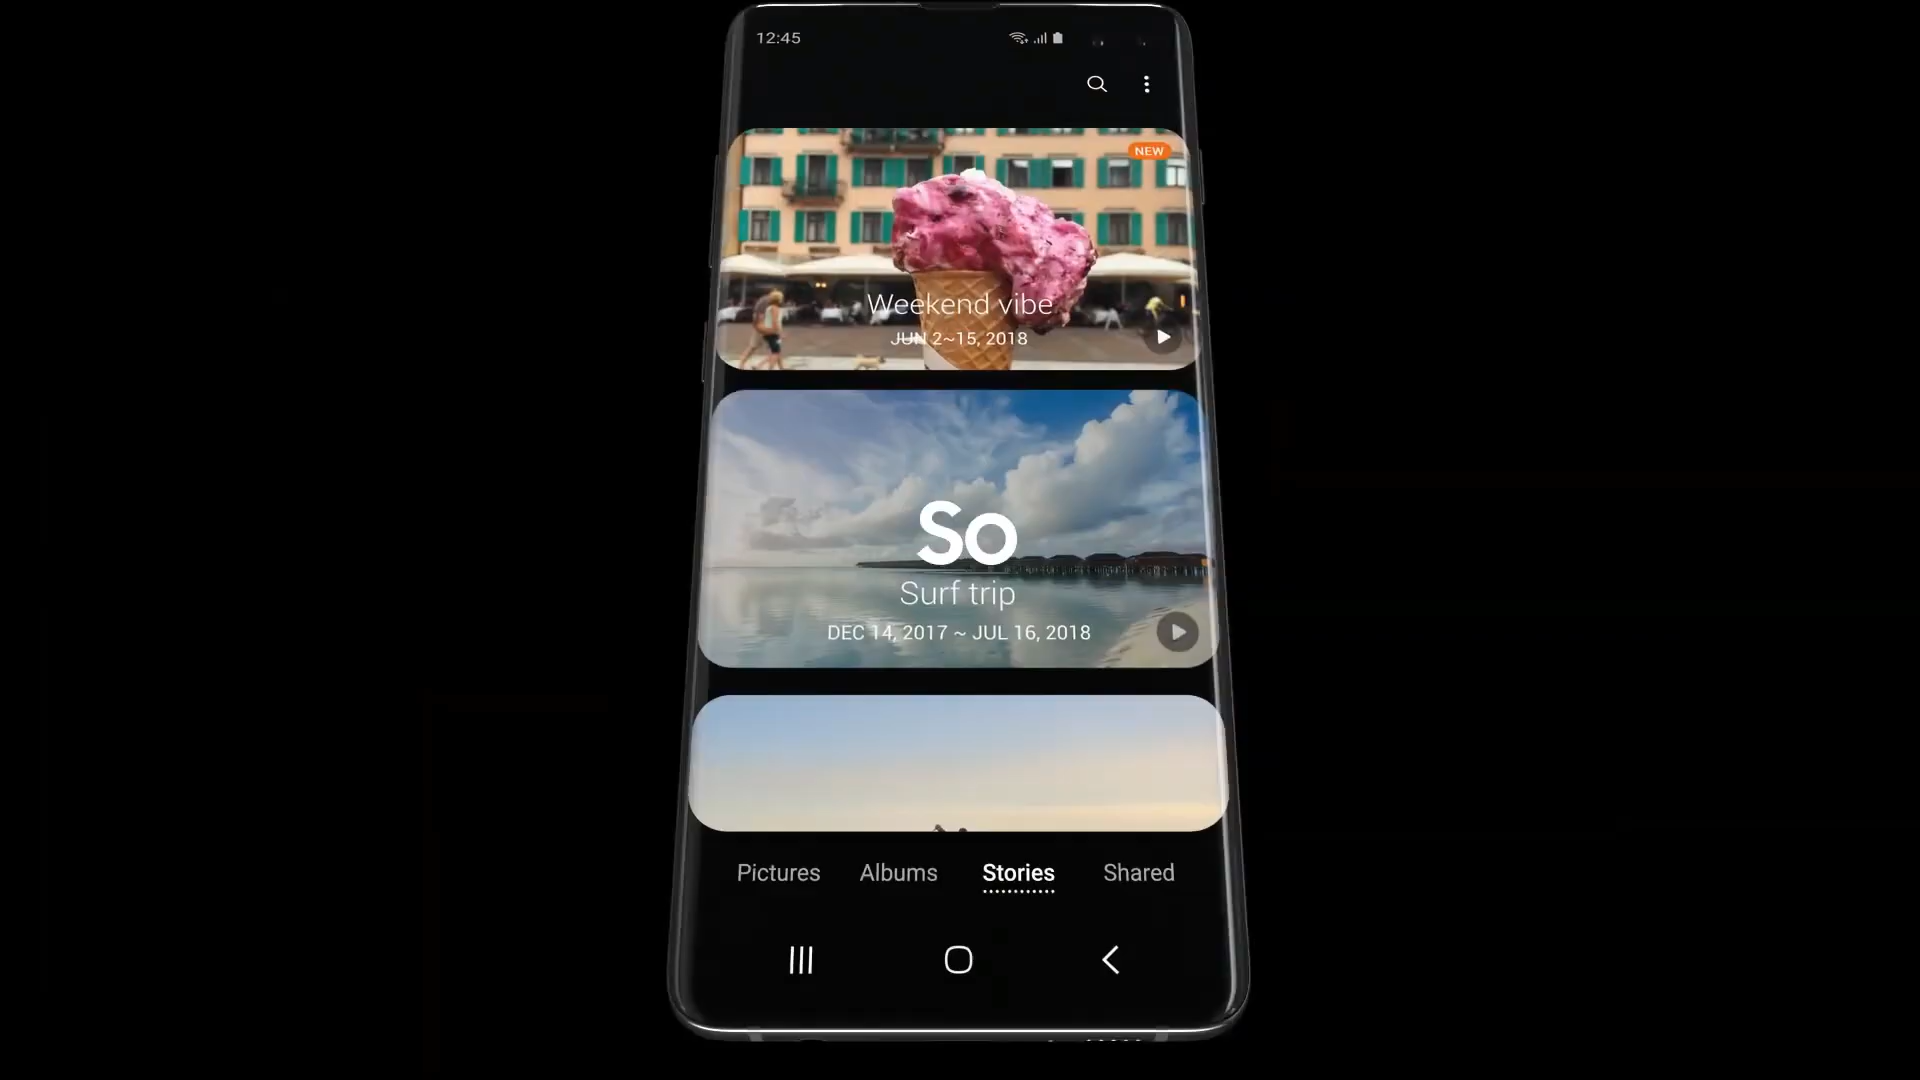 12:45
NEW
Weekend vibe
JUN 2~15, 2018
So
Surf trip
DEC 14, 2017 ~ JUL 16, 2018
Pictures Albums Stories Shared